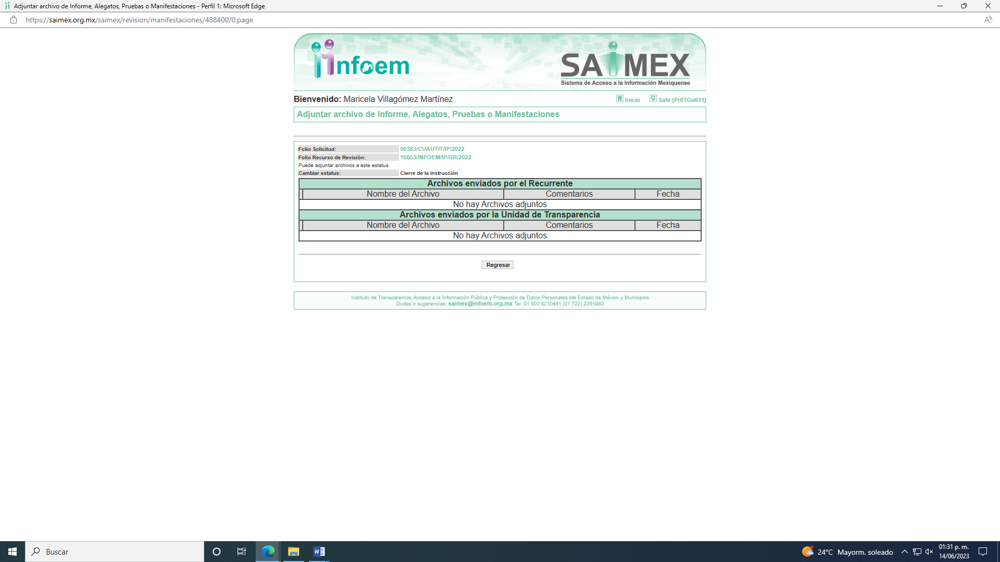 Adjuntar archivo de Informe, Alegatos, Pruebas o Manifestaciones - Perfil 1: Microsoft Edge
https://saimex.org.mx/saimex/revision/manifestaciones/488400/0.page
infoem
SAIMEX
Sistema de Acceso a la Información Mexiquense
Bienvenido: Maricela Villagómez Martínez
Inicio Salir [Pr0TGu631]
Adjuntar archivo de Informe, Alegatos, Pruebas o Manifestaciones
Folio Solicitud: 00383/CUAUTIT/IP/2022
Folio Recurso de Revisión: 16653/INFOEM/IP/RR/2022
Puede adjuntar archivos a este estatus
Cambiar estatus: Cierre de la instrucción
Archivos enviados por el Recurrente
Nombre del Archivo Comentarios Fecha
No hay Archivos adjuntos
Archivos enviados por la Unidad de Transparencia
Nombre del Archivo Comentarios Fecha
No hay Archivos adjuntos
Regresar
Instituto de Transparencia, Acceso a la Información Pública y Protección de Datos Personales del Estado de México y Municipios
Dudas o sugerencias: saimex@infoem.org.mx Tel. 01 800 8210441 (01 722) 2261980
Buscar
24°C Mayorm. soleado
01:31 p. m.
14/06/2023